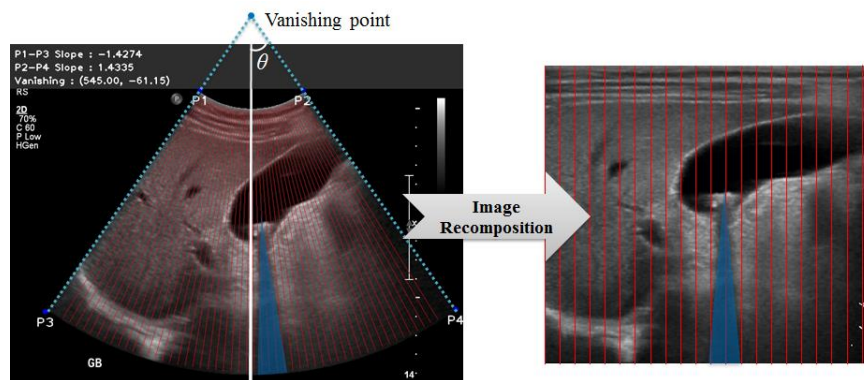 Vanishing point
θ
P1-P3 Slope : -1.4274
P2-P4 Slope : 1.4335
Vanishing : (545.00, -61.15)
RS
P1
P2
2D
70%
C 60
P Low
HGen
Image
Recomposition
P3
P4
GB
14